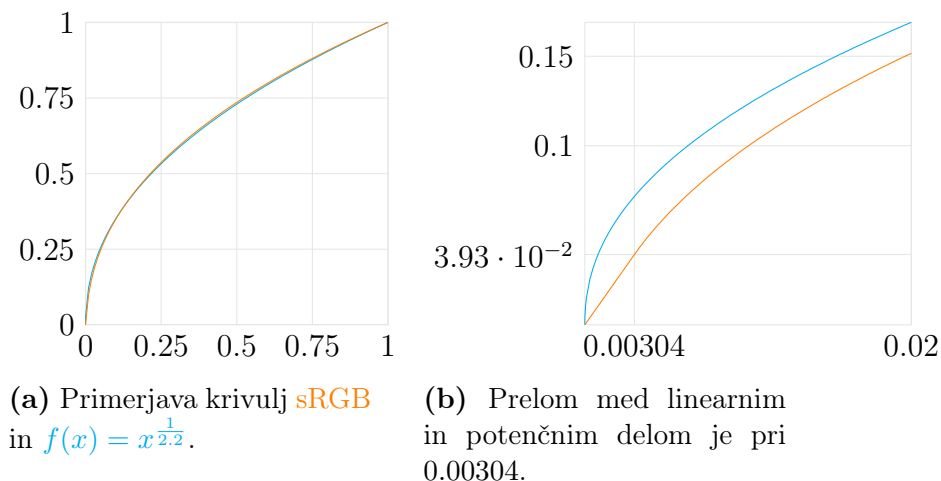 1
0.75
0.5
0.25
0
0 0.25 0.5 0.75 1
0.15
0.1
3.93 · 10⁻²
0.00304 0.02
(a) Primerjava krivulj sRGB
in f(x) = x^{\frac{1}{2.2}}.
(b) Prelom med linearnim
in potenčnim delom je pri
0.00304.